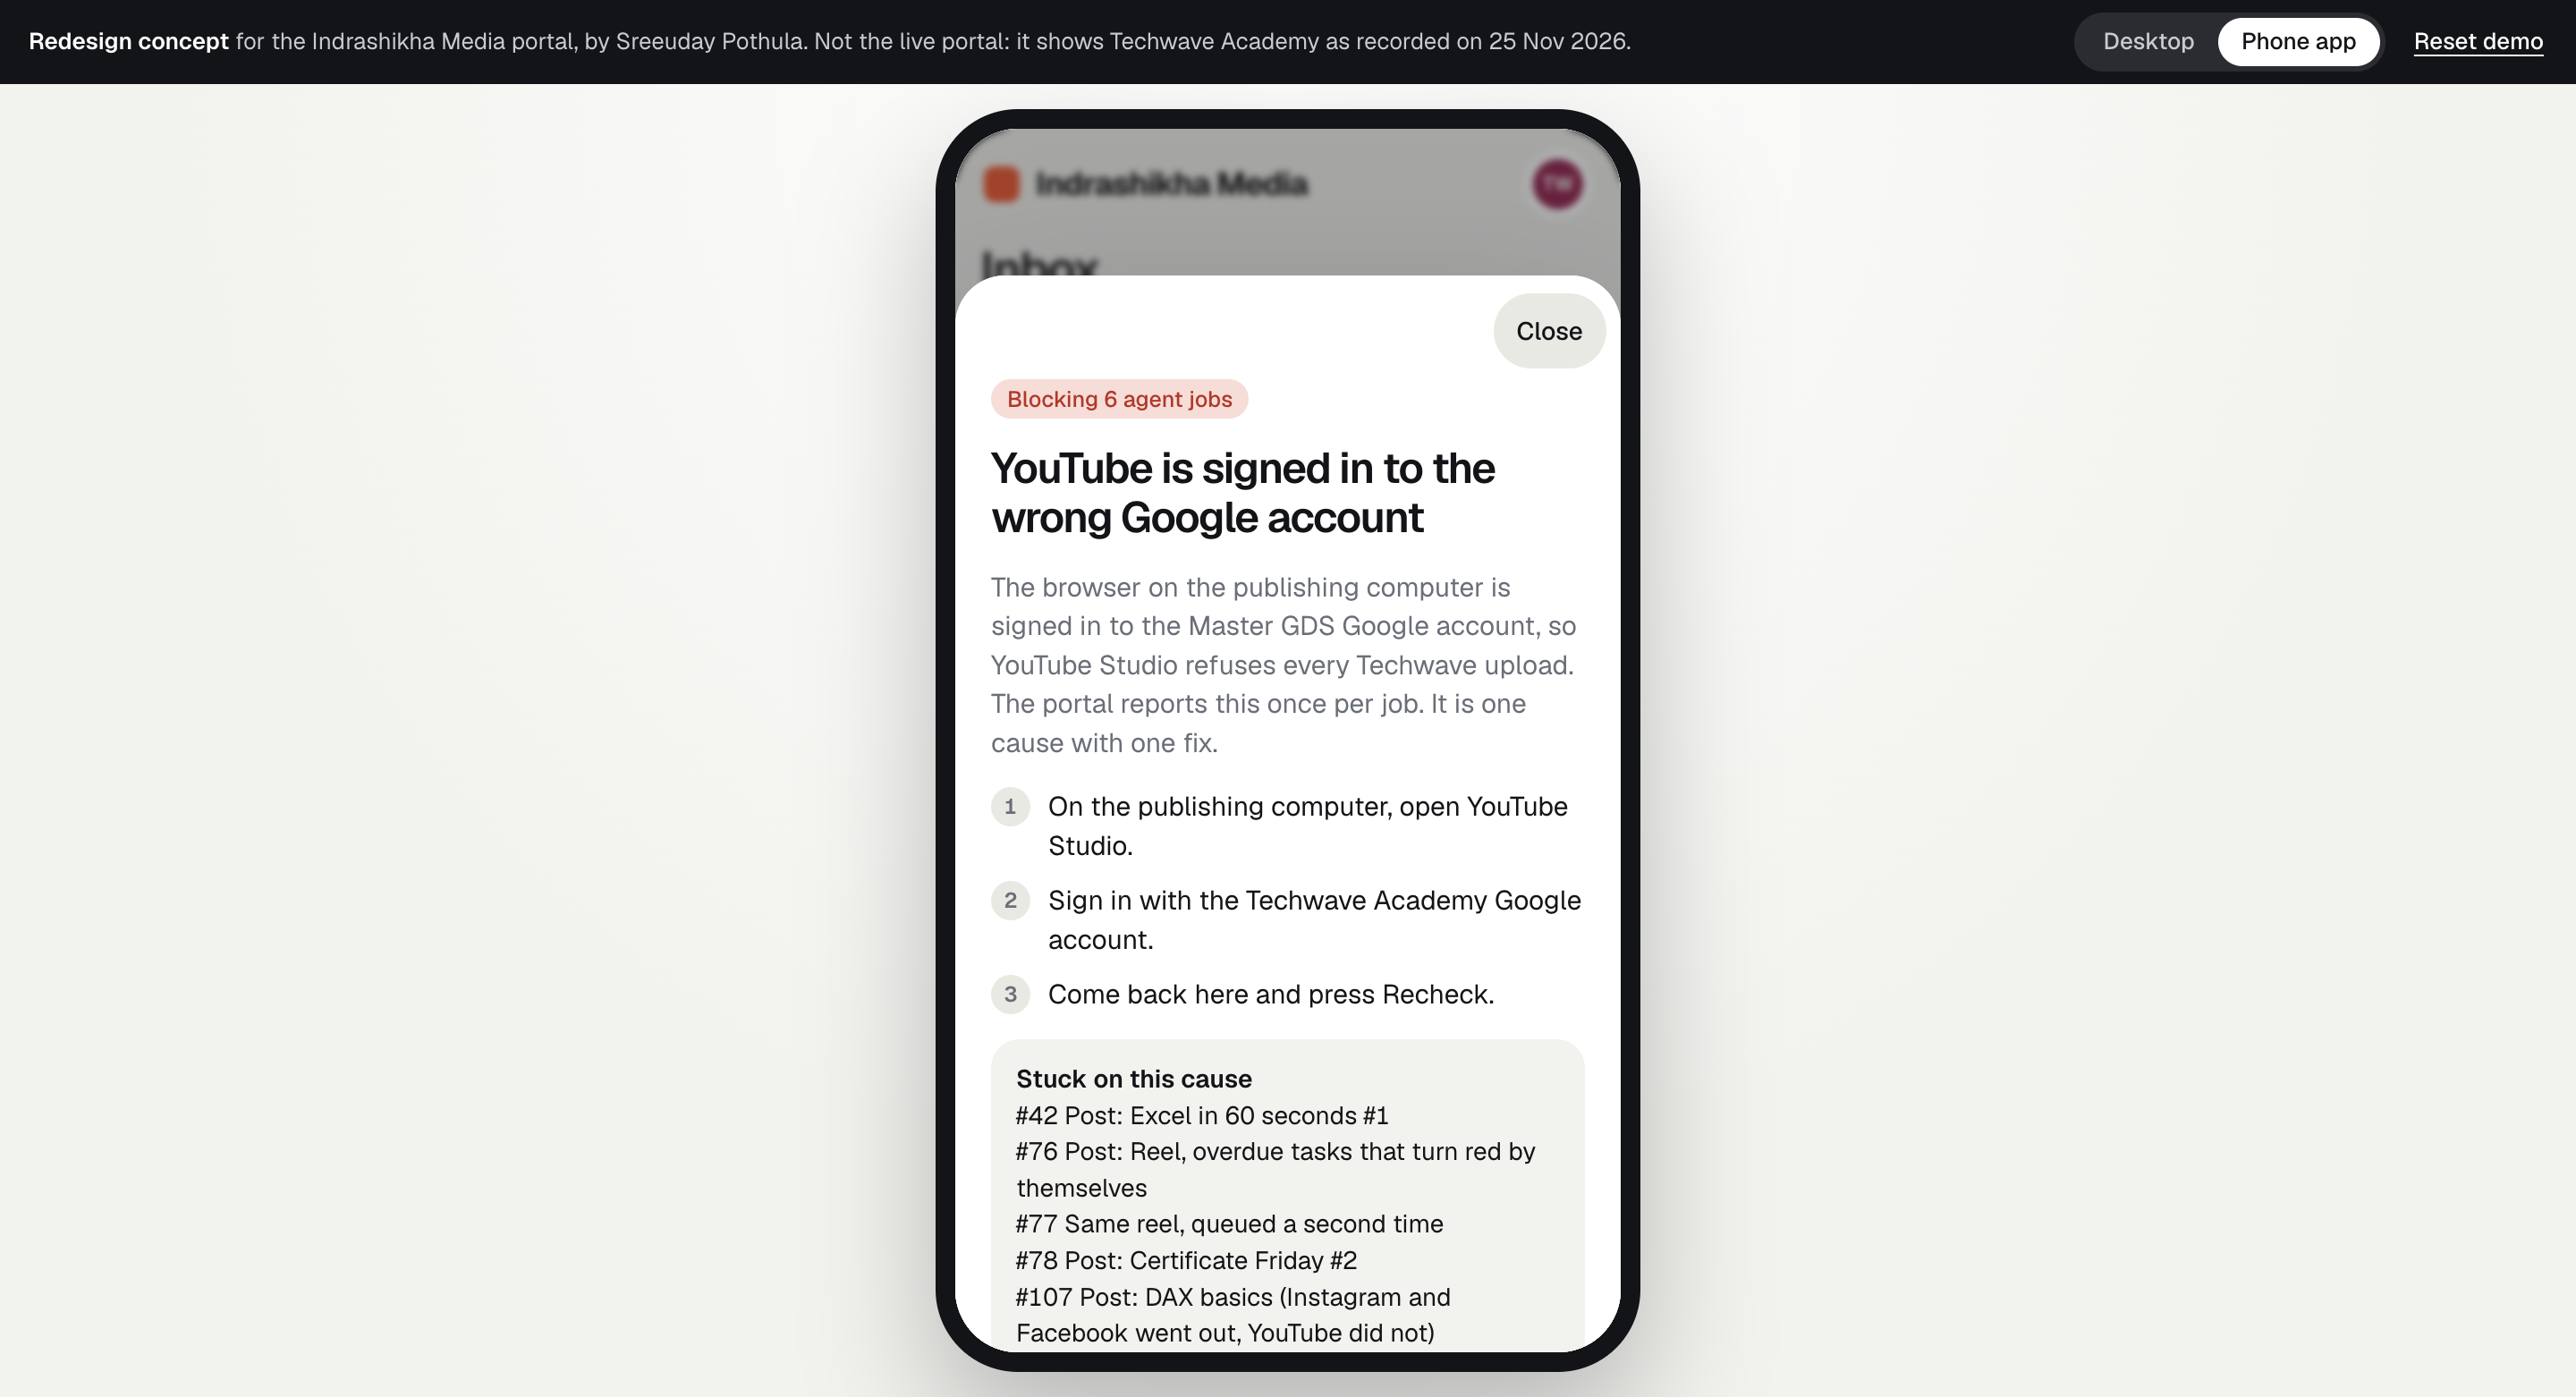 Redesign concept for the Indrashikha Media portal, by Sreeuday Pothula. Not the live portal: it shows Techwave Academy as recorded on 25 Nov 2026.
Desktop
Phone app
Reset demo
Indrashikha Media
TW
Inbox
Close
Blocking 6 agent jobs
YouTube is signed in to the
wrong Google account
The browser on the publishing computer is
signed in to the Master GDS Google account, so
YouTube Studio refuses every Techwave upload.
The portal reports this once per job. It is one
cause with one fix.
1 On the publishing computer, open YouTube
Studio.
2 Sign in with the Techwave Academy Google
account.
3 Come back here and press Recheck.
Stuck on this cause
#42 Post: Excel in 60 seconds #1
#76 Post: Reel, overdue tasks that turn red by
themselves
#77 Same reel, queued a second time
#78 Post: Certificate Friday #2
#107 Post: DAX basics (Instagram and
Facebook went out, YouTube did not)